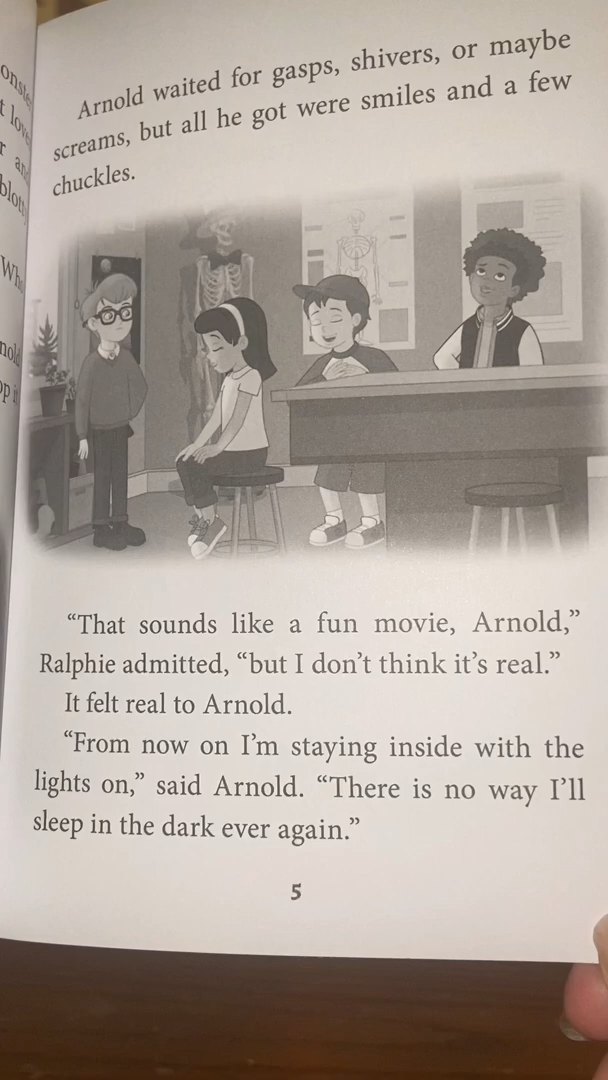 Arnold waited for gasps, shivers, or maybe
screams, but all he got were smiles and a few
chuckles.
“That sounds like a fun movie, Arnold,”
Ralphie admitted, “but I don’t think it’s real.”
It felt real to Arnold.
“From now on I’m staying inside with the
lights on,” said Arnold. “There is no way I’ll
sleep in the dark ever again.”
5